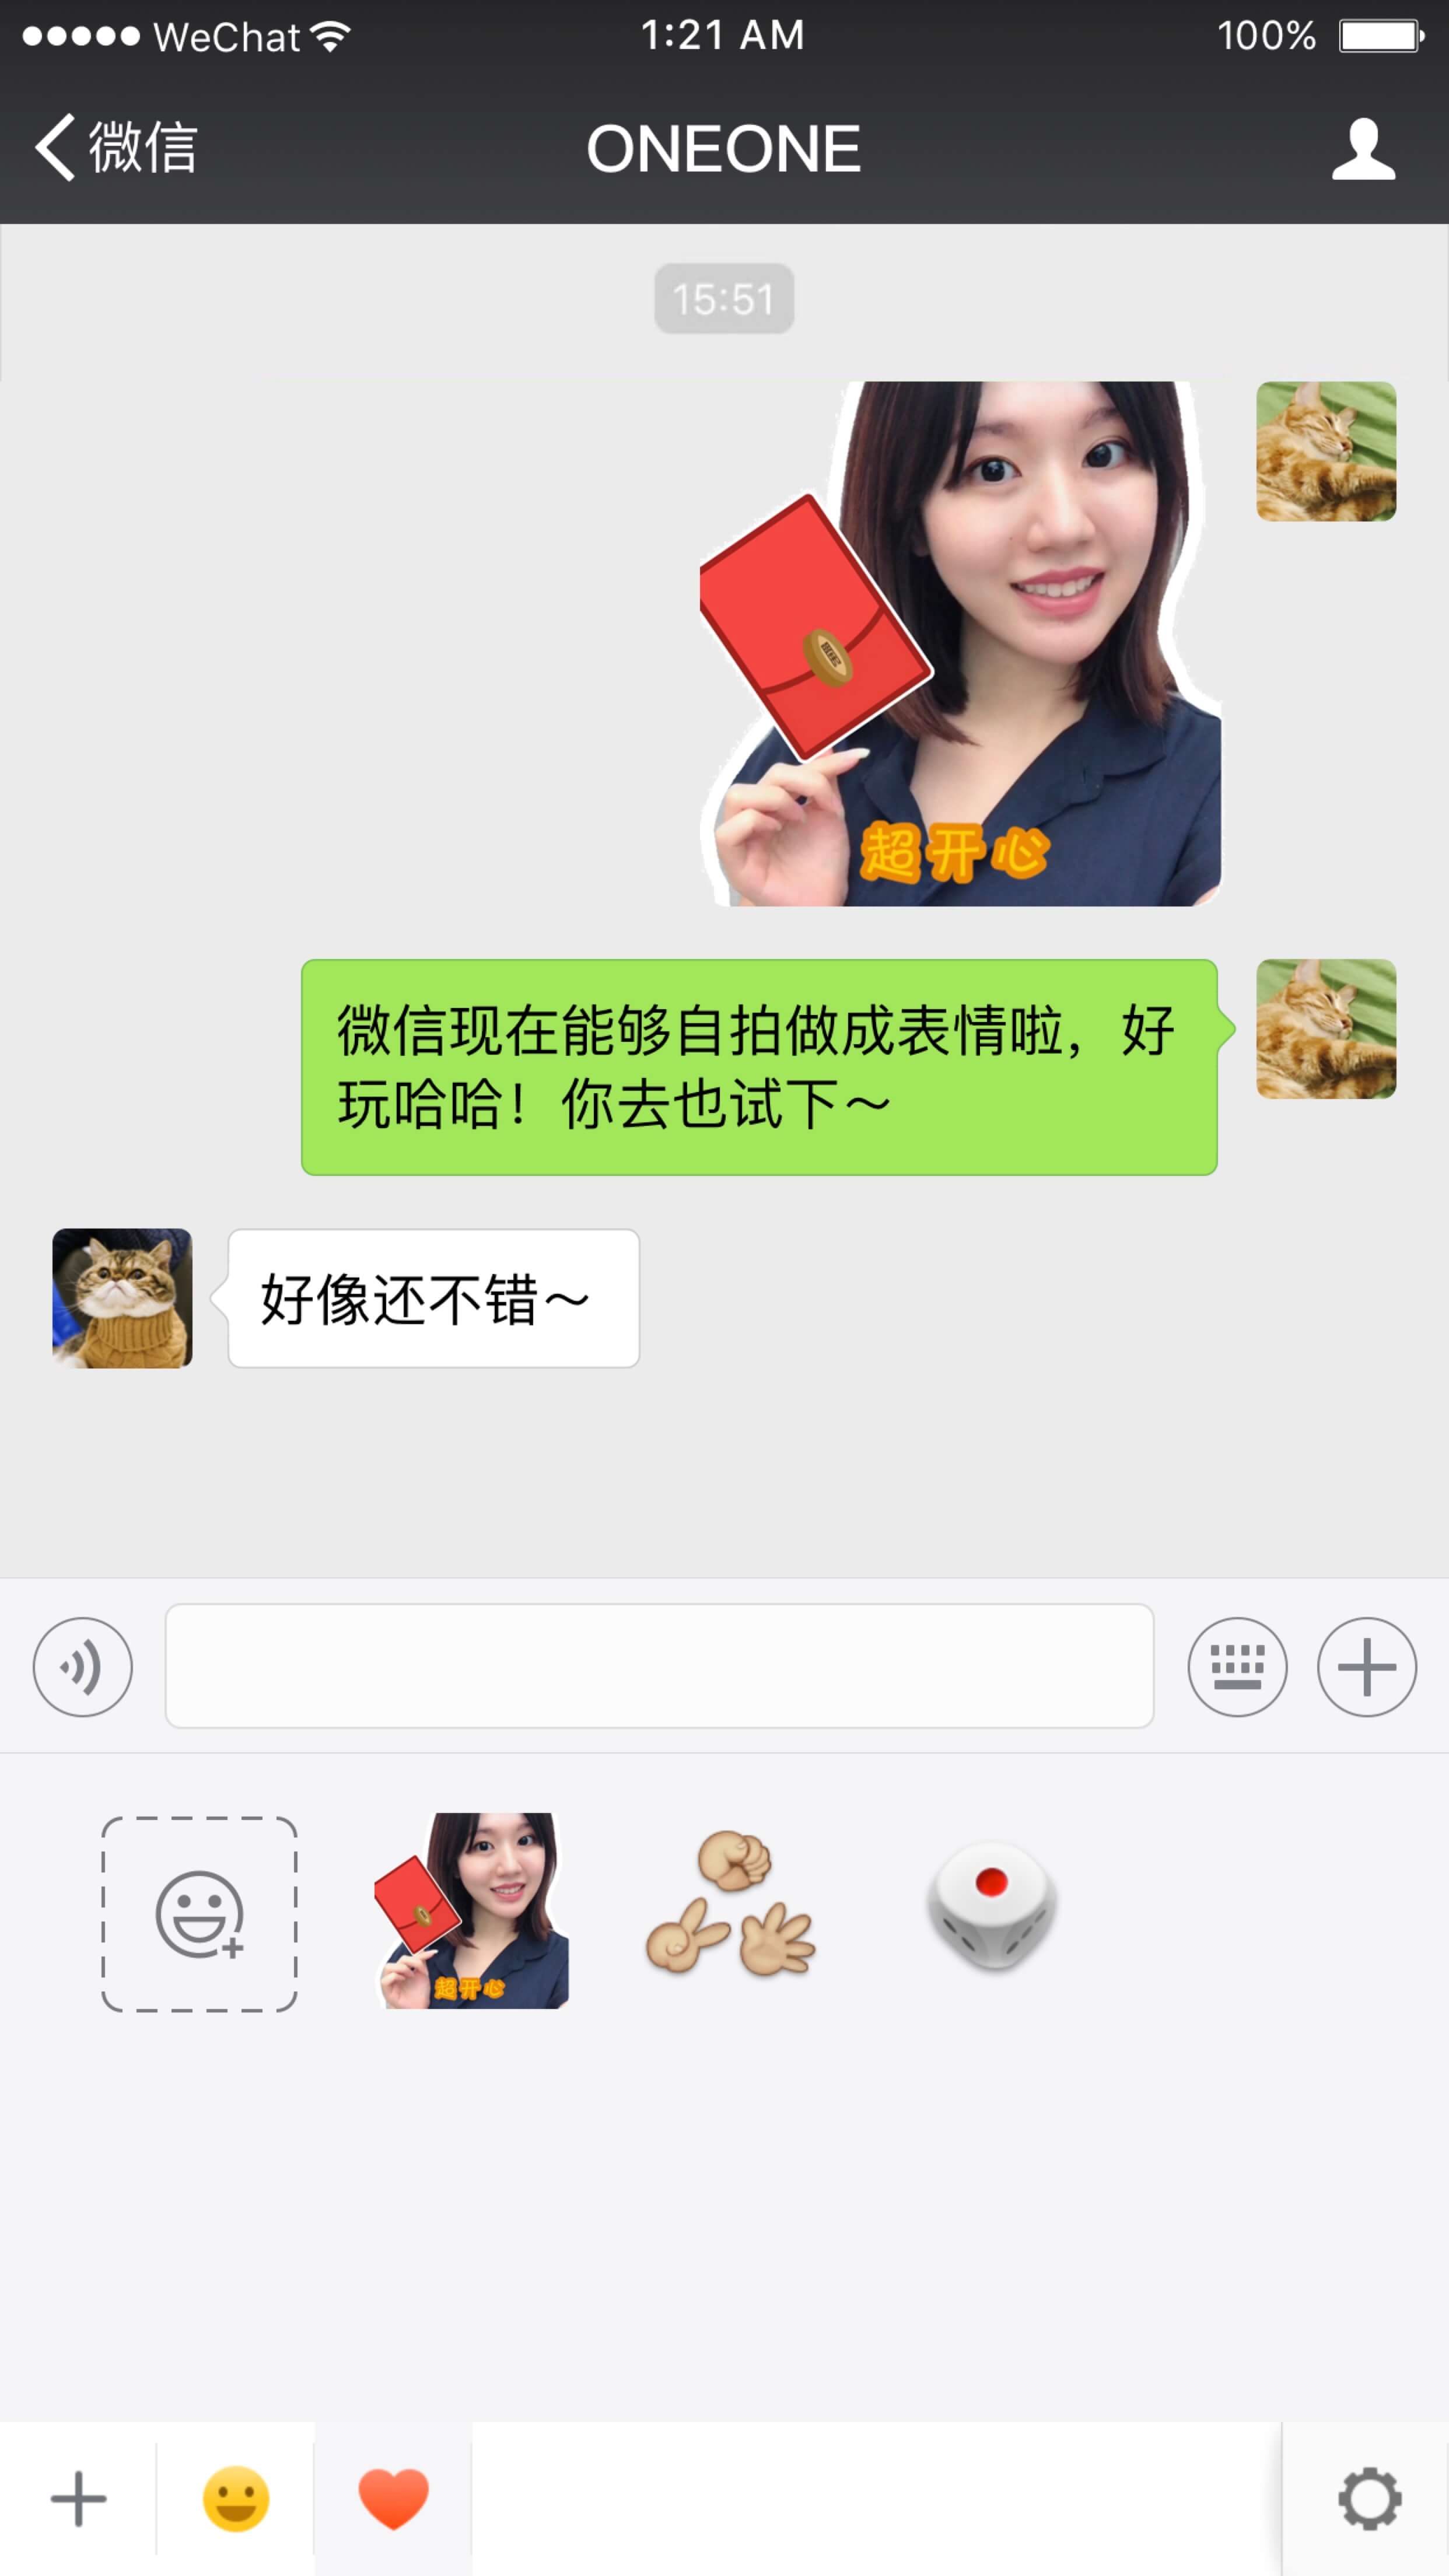 WeChat 1:21 AM 100%
微信 ONEONE
15:51
超开心
微信现在能够自拍做成表情啦，好
玩哈哈！你去也试下～
好像还不错～
超开心